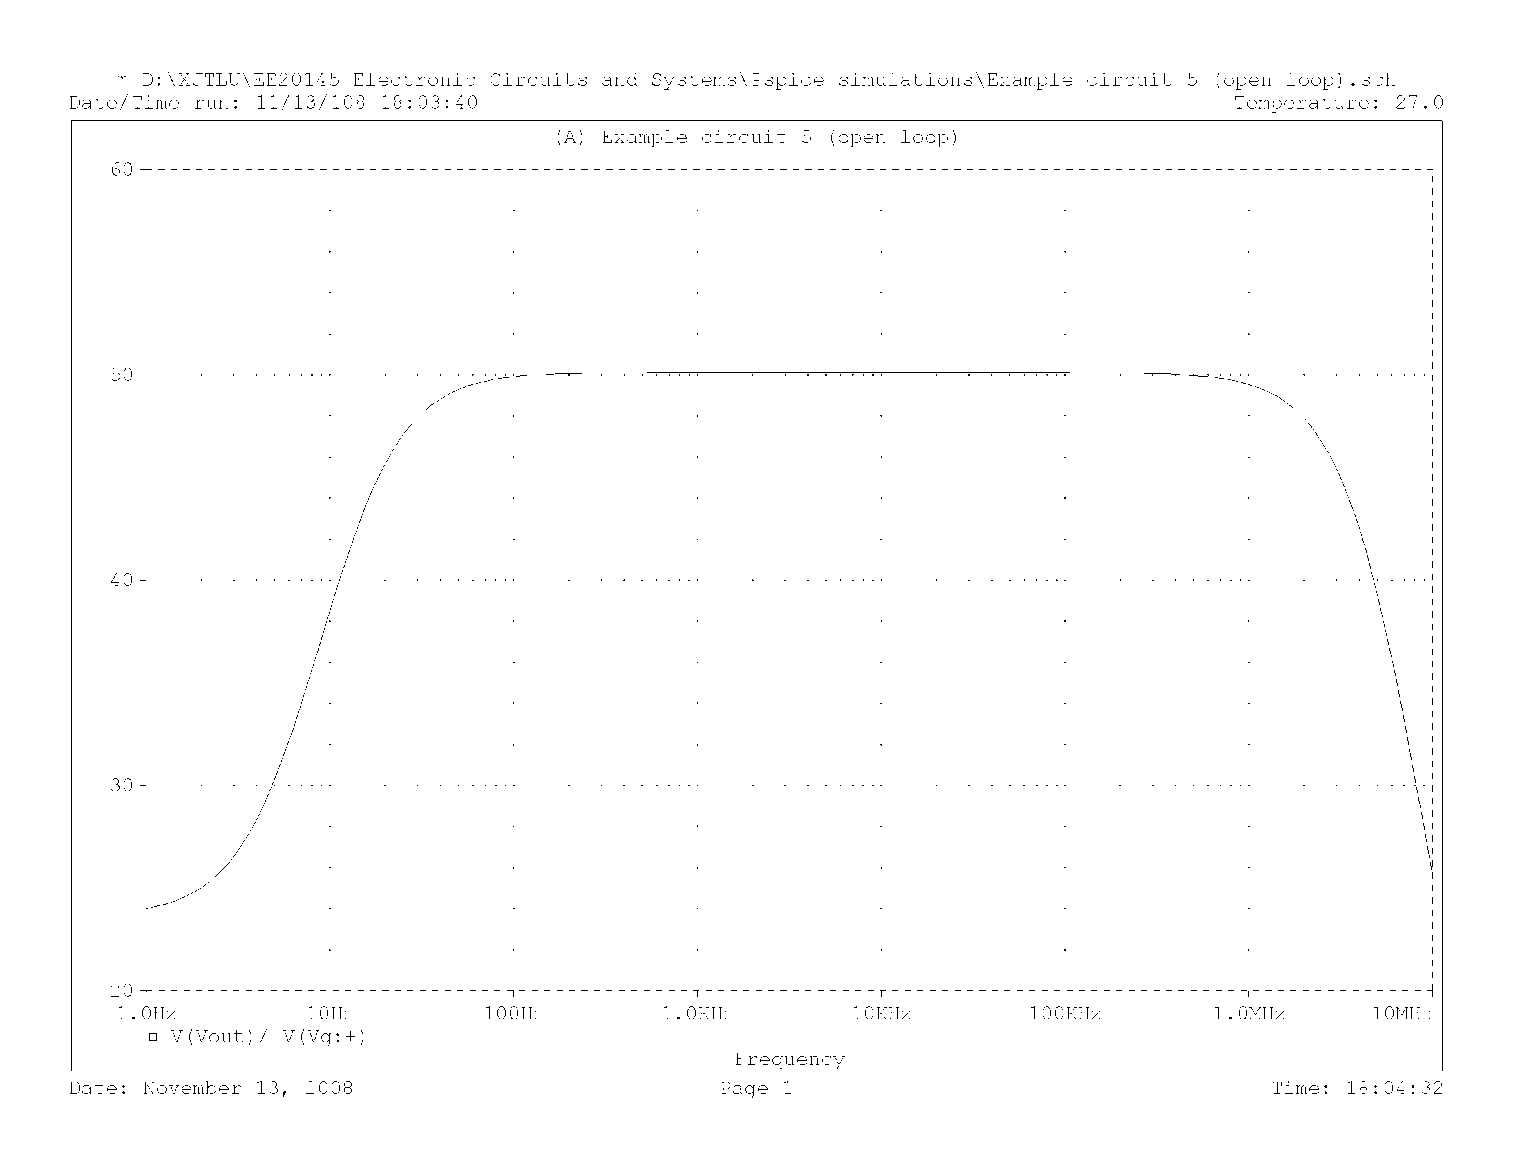 * D:\XJTLU\EE20145 Electronic Circuits and Systems\Pspice simulations\Example circuit 5 (open loop).sch
Date/Time run: 11/13/108 18:03:40 Temperature: 27.0
(A) Example circuit 5 (open loop)
60
50
40
30
20
1.0Hz 10Hz 100Hz 1.0KHz 10KHz 100KHz 1.0MHz 10MHz
V(Vout)/ V(Vg:+)
Frequency
Date: November 13, 2008 Page 1 Time: 18:04:32